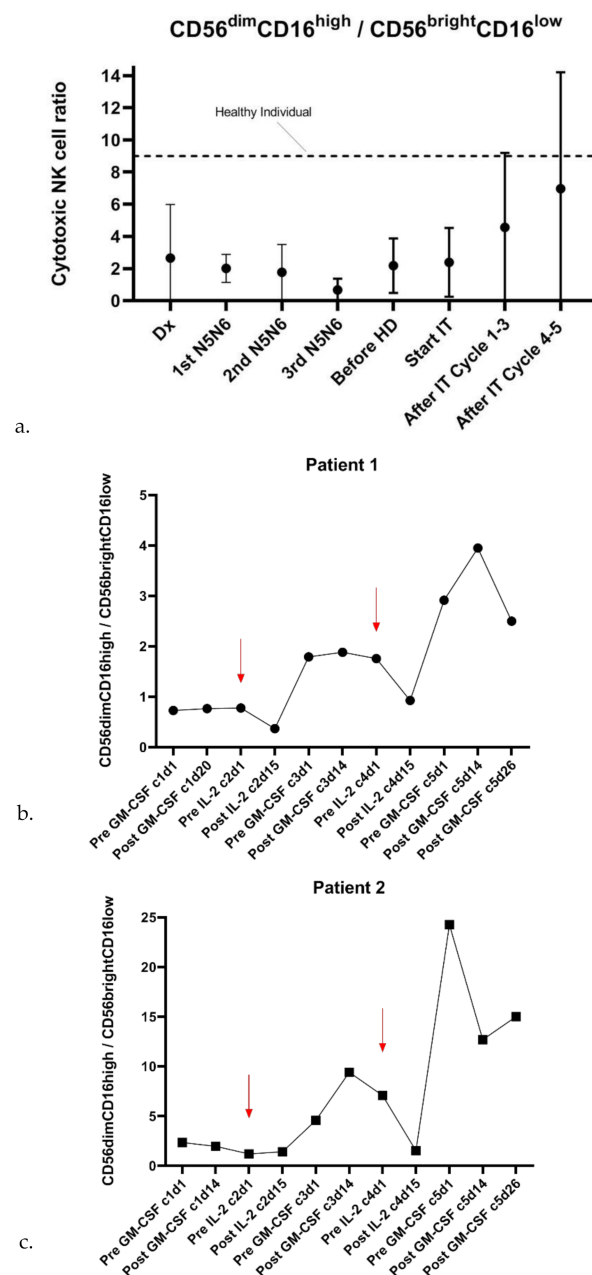 CD56dimCD16high / CD56brightCD16low
Cytotoxic NK cell ratio
14
12
10
8
6
4
2
0
Healthy Individual
Dx
1st N5N6
2nd N5N6
3rd N5N6
Before HD
Start IT
After IT Cycle 1-3
After IT Cycle 4-5
a.
Patient 1
CD56dimCD16high / CD56brightCD16low
5
4
3
2
1
0
Pre GM-CSF c1d1
Post GM-CSF c1d20
Pre IL-2 c2d1
Post IL-2 c2d15
Pre GM-CSF c3d1
Post GM-CSF c3d14
Pre IL-2 c4d1
Post IL-2 c4d15
Pre GM-CSF c5d1
Post GM-CSF c5d14
Post GM-CSF c5d26
b.
Patient 2
CD56dimCD16high / CD56brightCD16low
25
20
15
10
5
0
Pre GM-CSF c1d1
Post GM-CSF c1d14
Pre IL-2 c2d1
Post IL-2 c2d15
Pre GM-CSF c3d1
Post GM-CSF c3d14
Pre IL-2 c4d1
Post IL-2 c4d15
Pre GM-CSF c5d1
Post GM-CSF c5d14
Post GM-CSF c5d26
c.